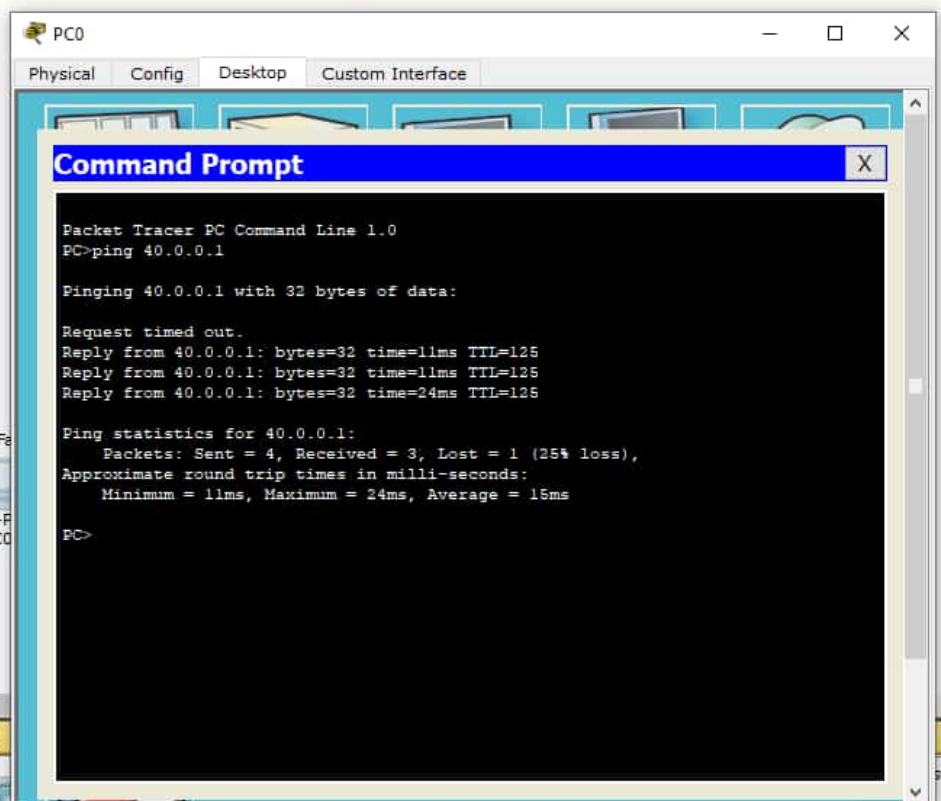 PC0
Physical Config Desktop Custom Interface
Command Prompt X
Packet Tracer PC Command Line 1.0
PC>ping 40.0.0.1
Pinging 40.0.0.1 with 32 bytes of data:
Request timed out.
Reply from 40.0.0.1: bytes=32 time=11ms TTL=125
Reply from 40.0.0.1: bytes=32 time=11ms TTL=125
Reply from 40.0.0.1: bytes=32 time=24ms TTL=125
Ping statistics for 40.0.0.1:
Packets: Sent = 4, Received = 3, Lost = 1 (25% loss),
Approximate round trip times in milli-seconds:
Minimum = 11ms, Maximum = 24ms, Average = 15ms
PC>